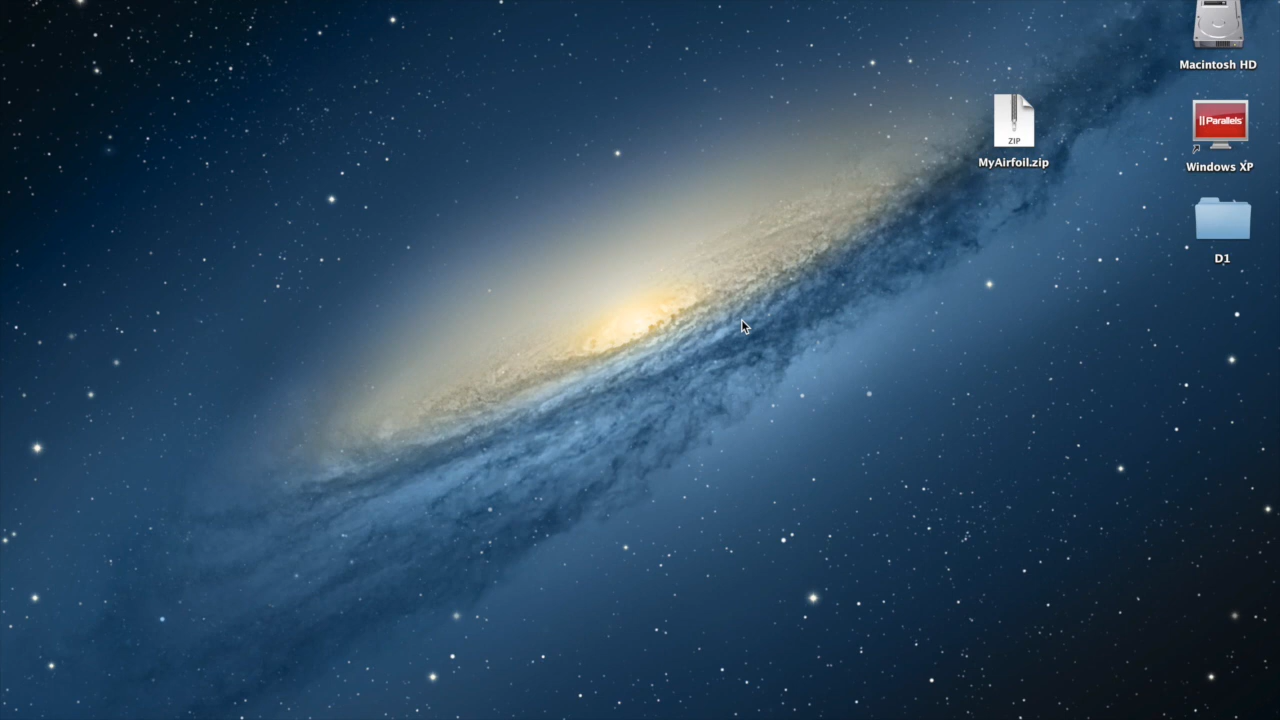 Macintosh HD
ZIP
MyAirfoil.zip
Parallels
Windows XP
D1